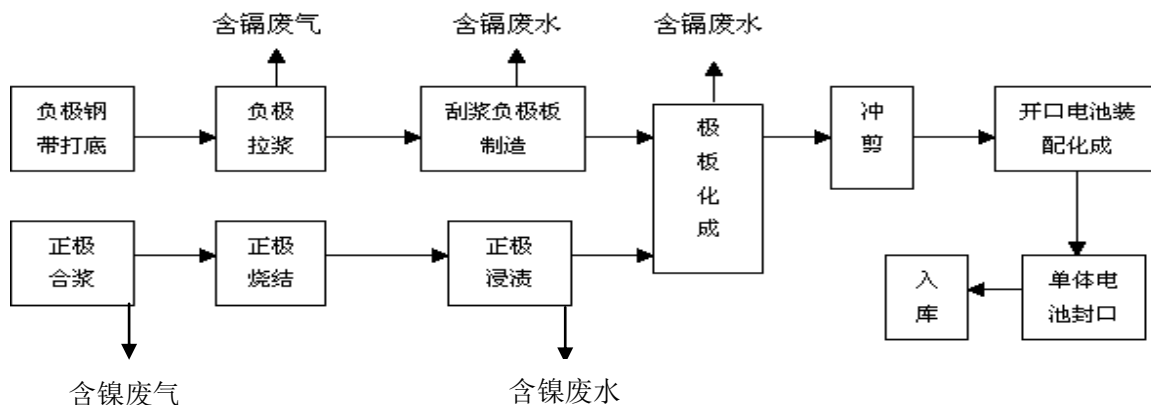 含镉废气
含镉废水
含镉废水
负极钢
带打底
负极
拉浆
刮浆负极板
制造
极
板
化
成
冲
剪
开口电池装
配化成
正极
合浆
正极
烧结
正极
浸渍
入
库
单体电
池封口
含镍废气
含镍废水